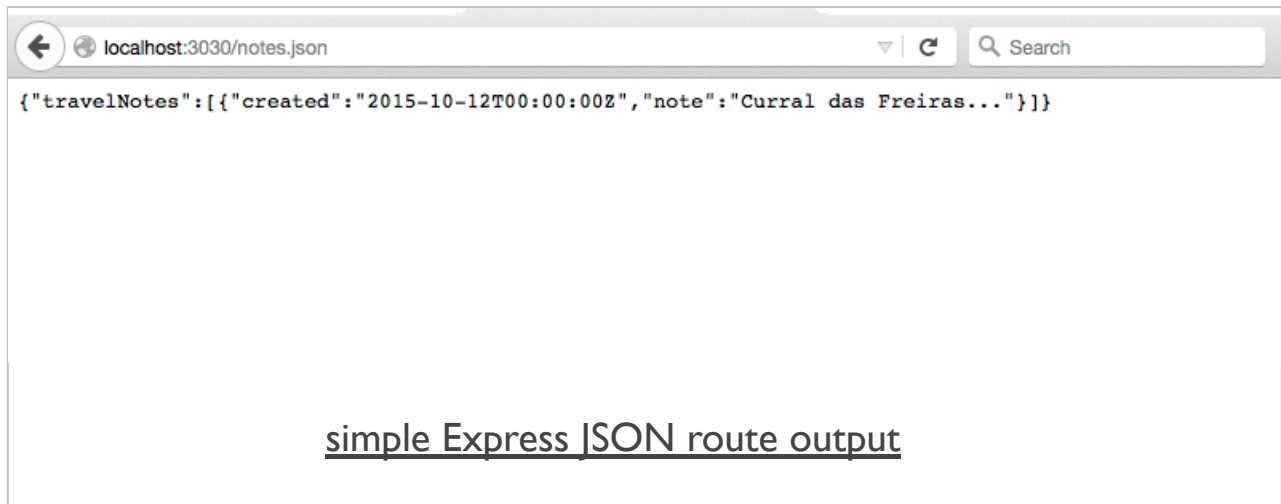 localhost:3030/notes.json
Search
{"travelNotes":[{"created":"2015-10-12T00:00:00Z","note":"Curral das Freiras..."}]}
simple Express JSON route output